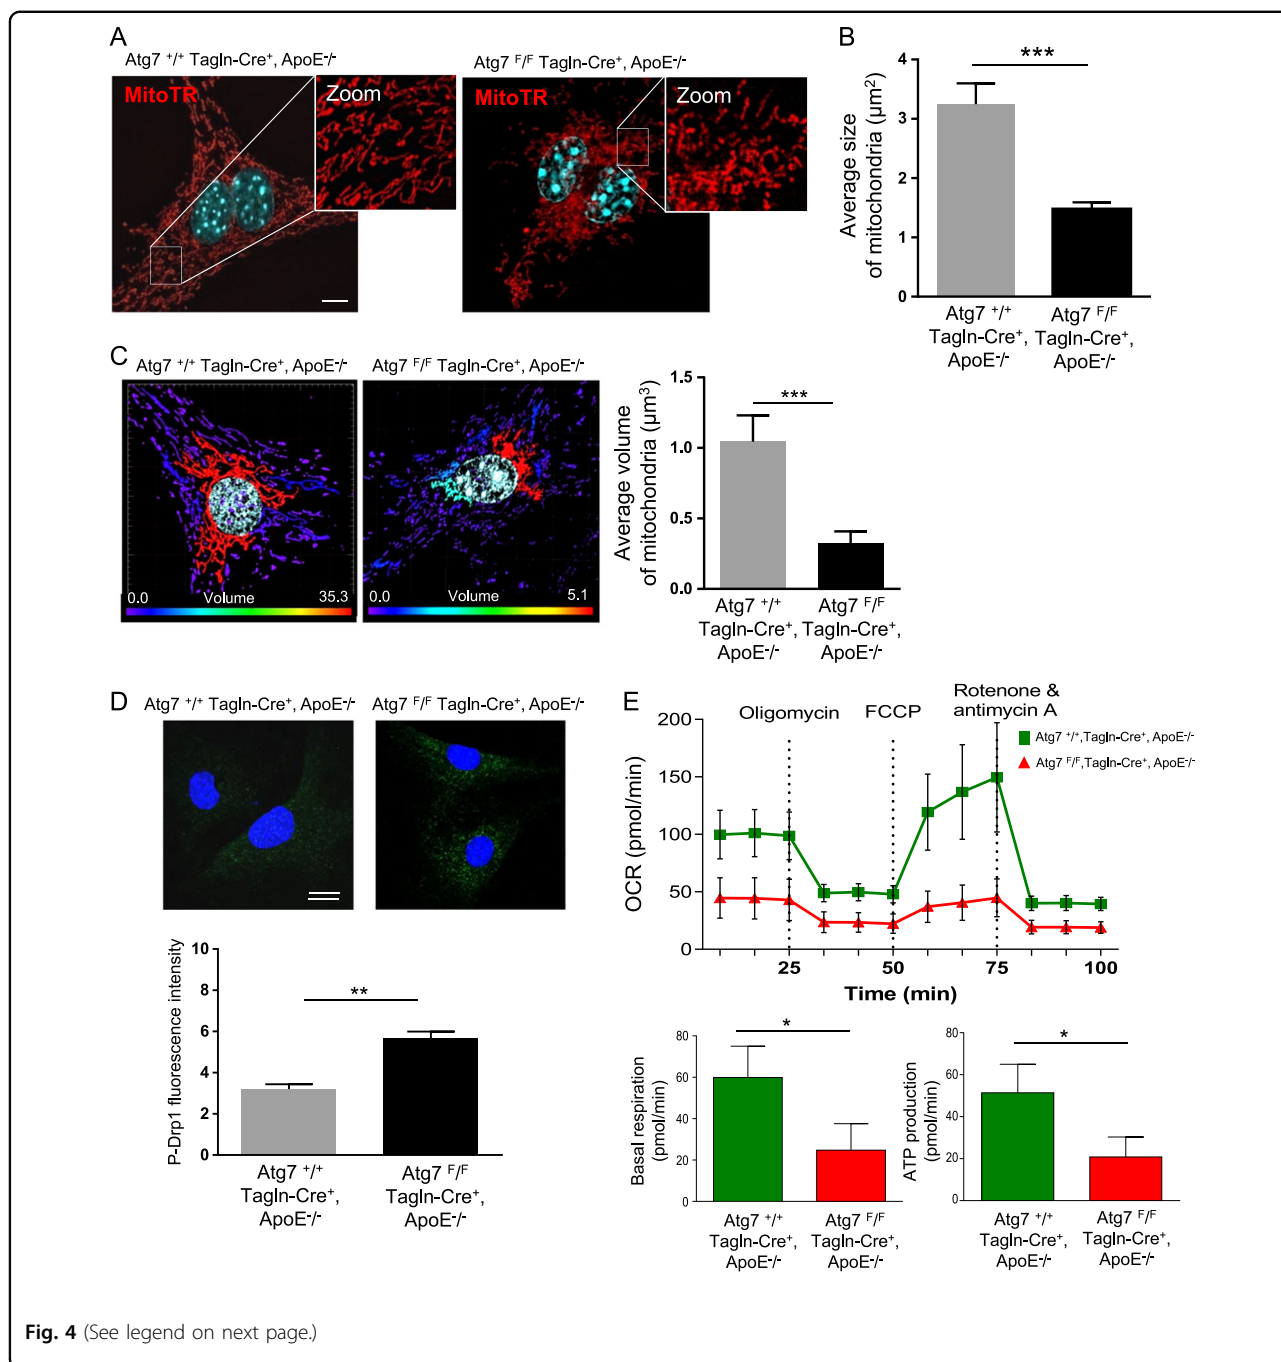 A
Atg7 +/+ Tagln-Cre+, ApoE-/-
Atg7 F/F Tagln-Cre+, ApoE-/-
MitoTR
Zoom
MitoTR
Zoom
B
***
Average size
of mitochondria (µm2)
4
3
2
1
0
Atg7 +/+
Tagln-Cre+,
ApoE-/-
Atg7 F/F
Tagln-Cre+,
ApoE-/-
C
Atg7 +/+ Tagln-Cre+, ApoE-/-
Atg7 F/F Tagln-Cre+, ApoE-/-
0.0 Volume 35.3
0.0 Volume 5.1
Average volume
of mitochondria (µm3)
1.5
1.0
0.5
0.0
***
Atg7 +/+
Tagln-Cre+,
ApoE-/-
Atg7 F/F
Tagln-Cre+,
ApoE-/-
D
Atg7 +/+ Tagln-Cre+, ApoE-/-
Atg7 F/F Tagln-Cre+, ApoE-/-
P-Drp1 fluorescence intensity
10
8
6
4
2
0
**
Atg7 +/+
Tagln-Cre+,
ApoE-/-
Atg7 F/F
Tagln-Cre+,
ApoE-/-
E
Oligomycin
FCCP
Rotenone &
antimycin A
Atg7 +/+,Tagln-Cre+, ApoE-/-
Atg7 F/F,Tagln-Cre+, ApoE-/-
OCR (pmol/min)
200
150
100
50
0
25
50
75
100
Time (min)
Basal respiration
(pmol/min)
80
60
40
20
0
*
Atg7 +/+
Tagln-Cre+,
ApoE-/-
Atg7 F/F
Tagln-Cre+,
ApoE-/-
ATP production
(pmol/min)
80
60
40
20
0
*
Atg7 +/+
Tagln-Cre+,
ApoE-/-
Atg7 F/F
Tagln-Cre+,
ApoE-/-
Fig. 4 (See legend on next page.)